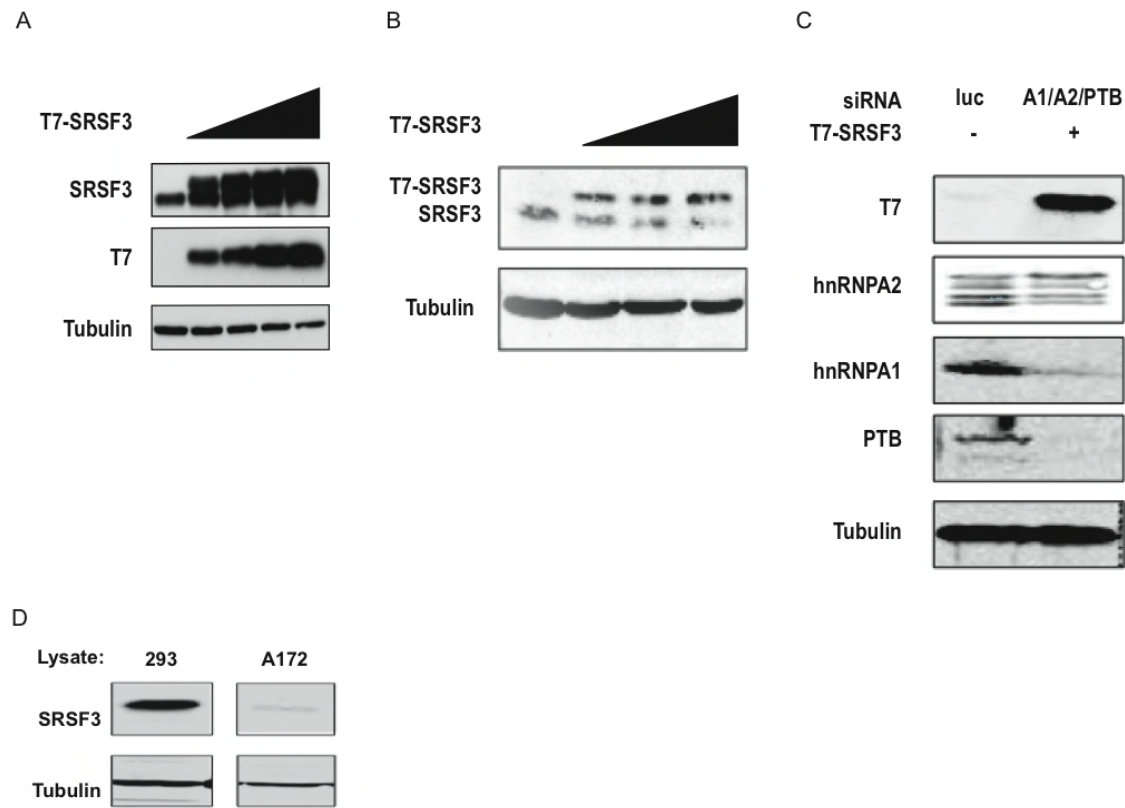 A
T7-SRSF3
SRSF3
T7
Tubulin
B
T7-SRSF3
T7-SRSF3
SRSF3
Tubulin
C
siRNA luc A1/A2/PTB
T7-SRSF3 - +
T7
hnRNPA2
hnRNPA1
PTB
Tubulin
D
Lysate: 293 A172
SRSF3
Tubulin